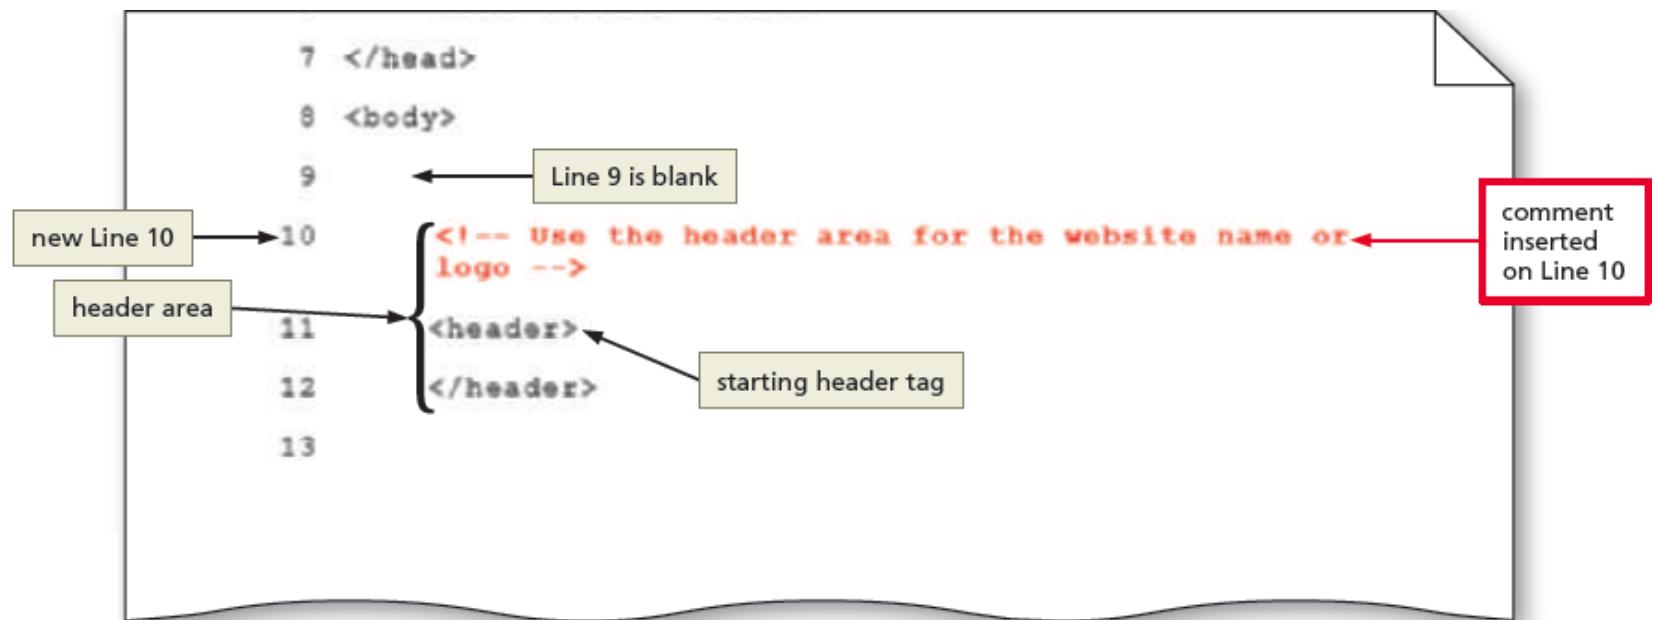 7 </head>
8 <body>
9
Line 9 is blank
new Line 10
10 <!-- Use the header area for the website name or
logo -->
comment
inserted
on Line 10
header area
11 <header>
starting header tag
12 </header>
13